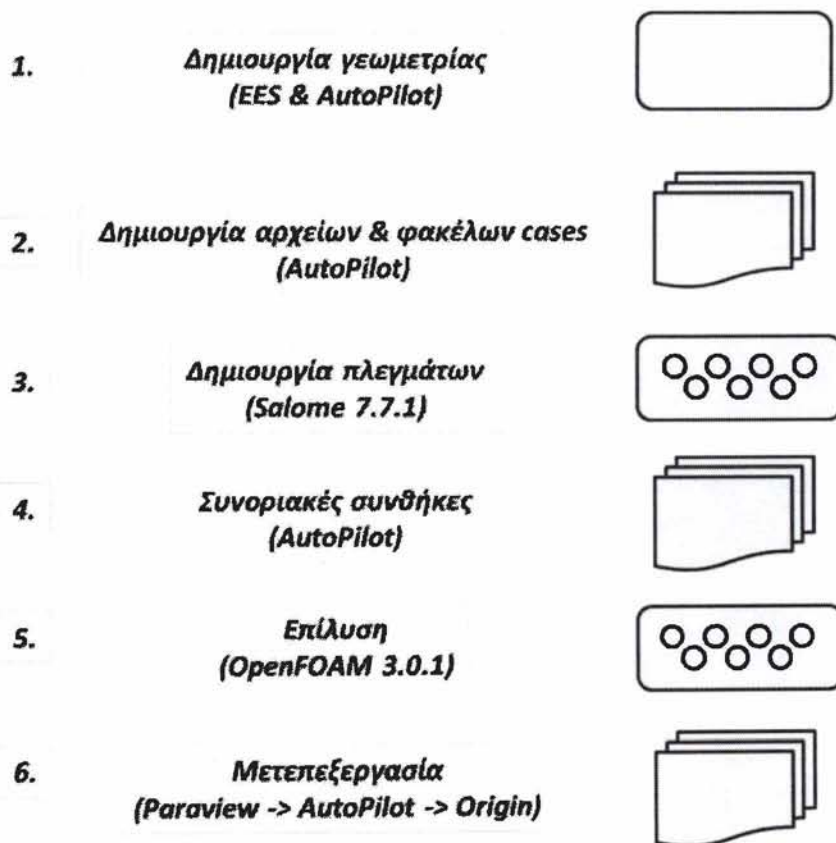 1.
Δημιουργία γεωμετρίας
(EES & AutoPilot)
2.
Δημιουργία αρχείων & φακέλων cases
(AutoPilot)
3.
Δημιουργία πλεγμάτων
(Salome 7.7.1)
4.
Συνοριακές συνθήκες
(AutoPilot)
5.
Επίλυση
(OpenFOAM 3.0.1)
6.
Μετεπεξεργασία
(Paraview -> AutoPilot -> Origin)